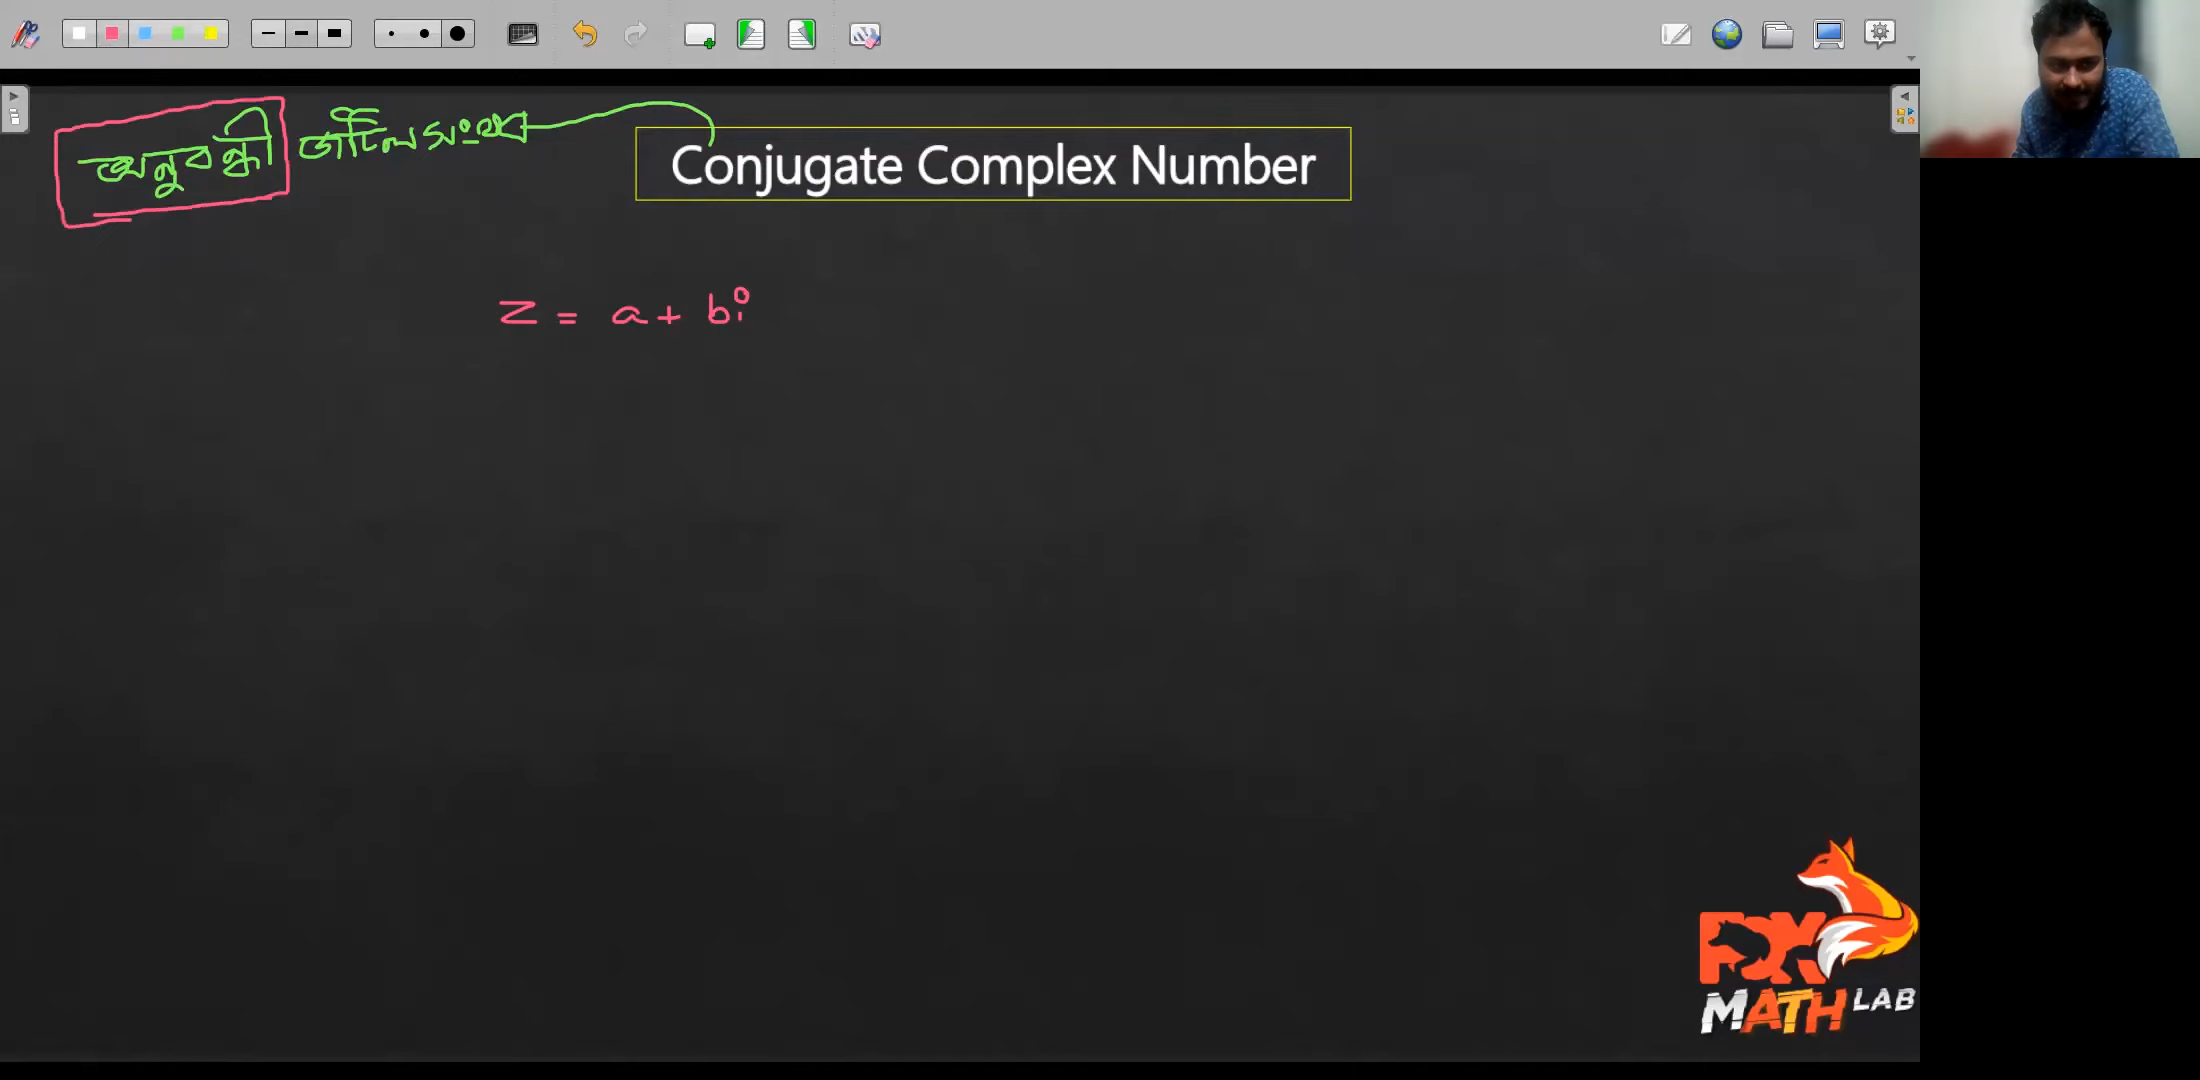 অনুবন্ধী জটিল সংখ্যা
Conjugate Complex Number
Z = a + bi
FOX
MATH LAB